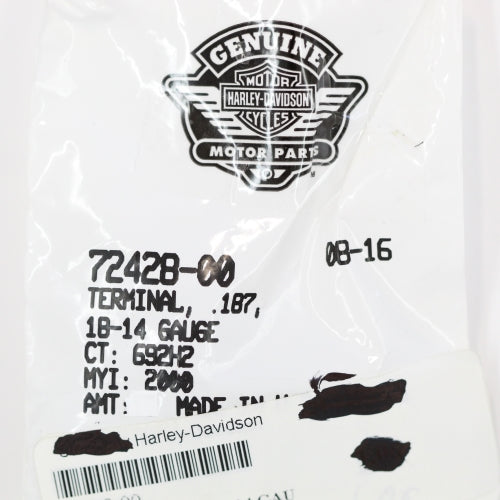 GENUINE
MOTOR
HARLEY-DAVIDSON
CYCLES
MOTOR PARTS
72428-00
08-16
TERMINAL, .187,
18-14 GAUGE
CT: 692H2
MYI: 2000
AMT: MADE IN
Harley-Davidson